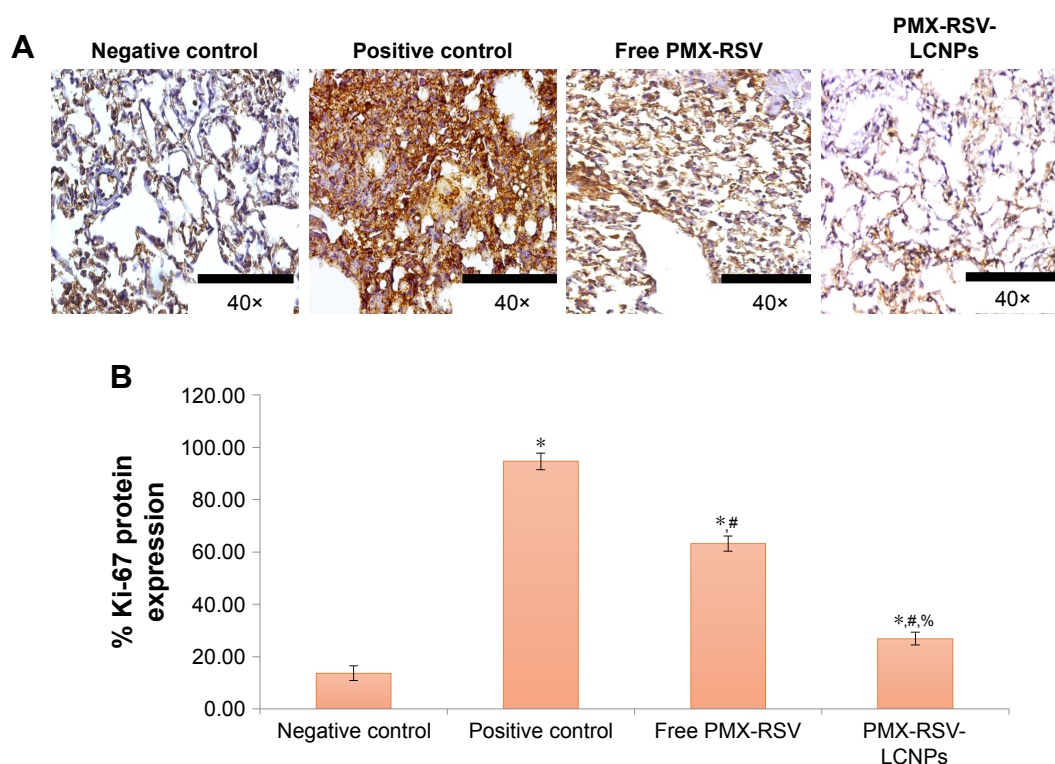 A
Negative control
Positive control
Free PMX-RSV
PMX-RSV-
LCNPs
40×
40×
40×
40×
B
% Ki-67 protein
expression
120.00
100.00
80.00
60.00
40.00
20.00
0.00
*
*,#
*,#,%
Negative control
Positive control
Free PMX-RSV
PMX-RSV-
LCNPs